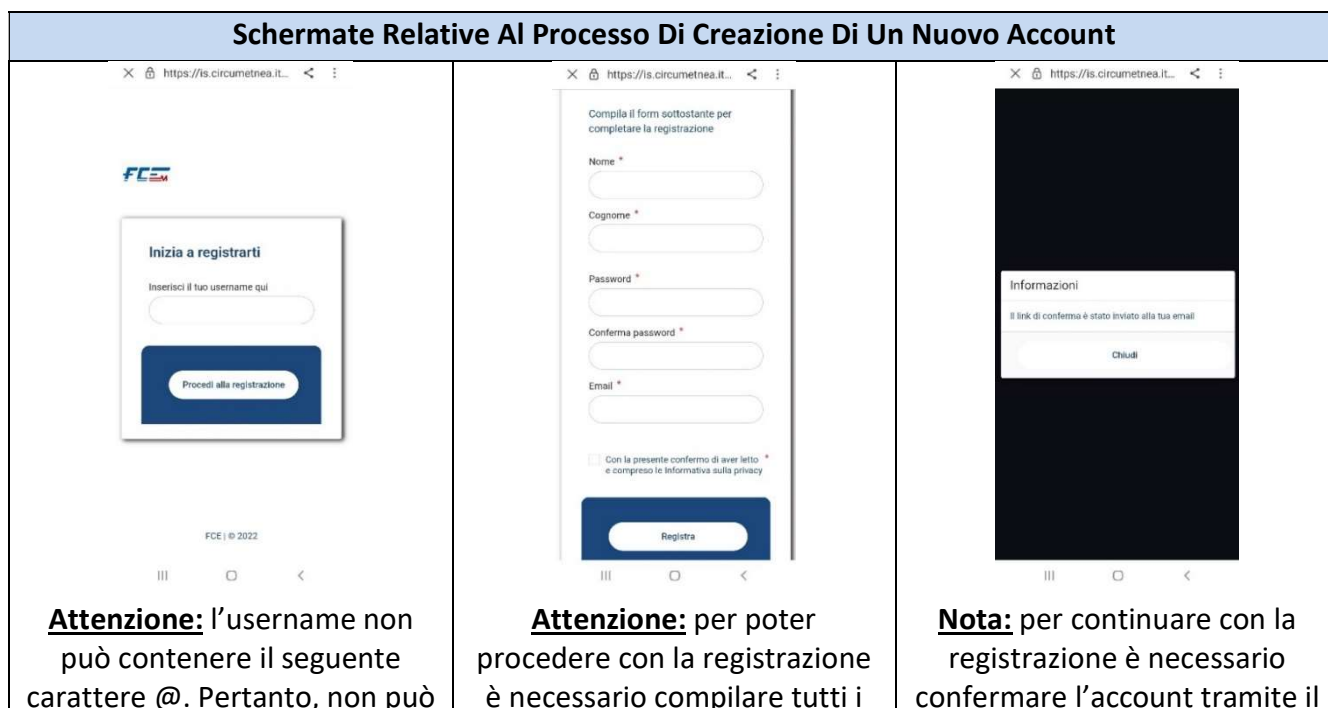 Schermate Relative Al Processo Di Creazione Di Un Nuovo Account
https://is.circumetnea.it...
FCE M
Inizia a registrarti
Inserisci il tuo username qui
Procedi alla registrazione
FCE | © 2022
Attenzione: l'username non
può contenere il seguente
carattere @. Pertanto, non può
https://is.circumetnea.it...
Compila il form sottostante per
completare la registrazione
Nome *
Cognome *
Password *
Conferma password *
Email *
Con la presente confermo di aver letto *
e compreso le Informativa sulla privacy
Registra
Attenzione: per poter
procedere con la registrazione
è necessario compilare tutti i
https://is.circumetnea.it...
Informazioni
Il link di conferma è stato inviato alla tua email
Chiudi
Nota: per continuare con la
registrazione è necessario
confermare l'account tramite il